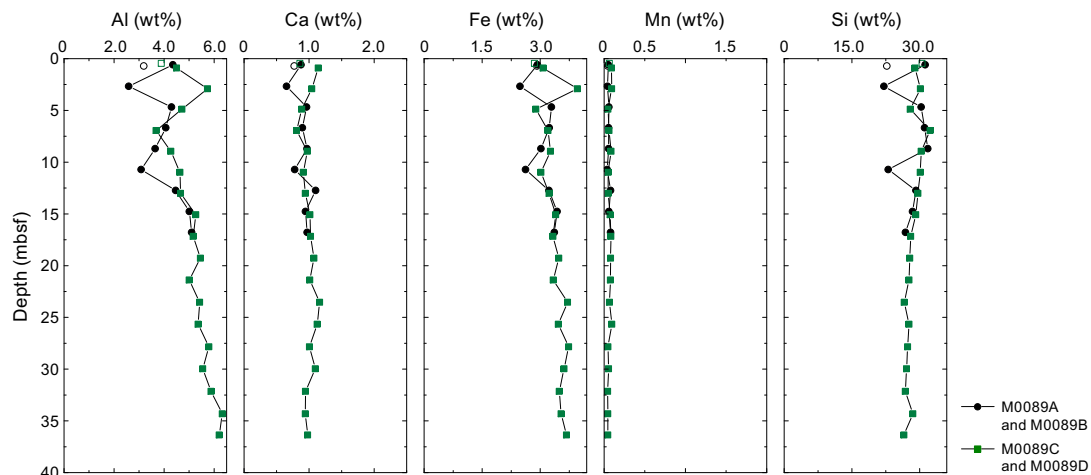 Al (wt%) Ca (wt%) Fe (wt%) Mn (wt%) Si (wt%)
0 2.0 4.0 6.0 0 1.0 2.0 0 3.0 0 0.5 1.5 0 15.0 30.0
0
5
10
15
20
25
30
35
40
Depth (mbsf)
M0089A
and M0089B
M0089C
and M0089D